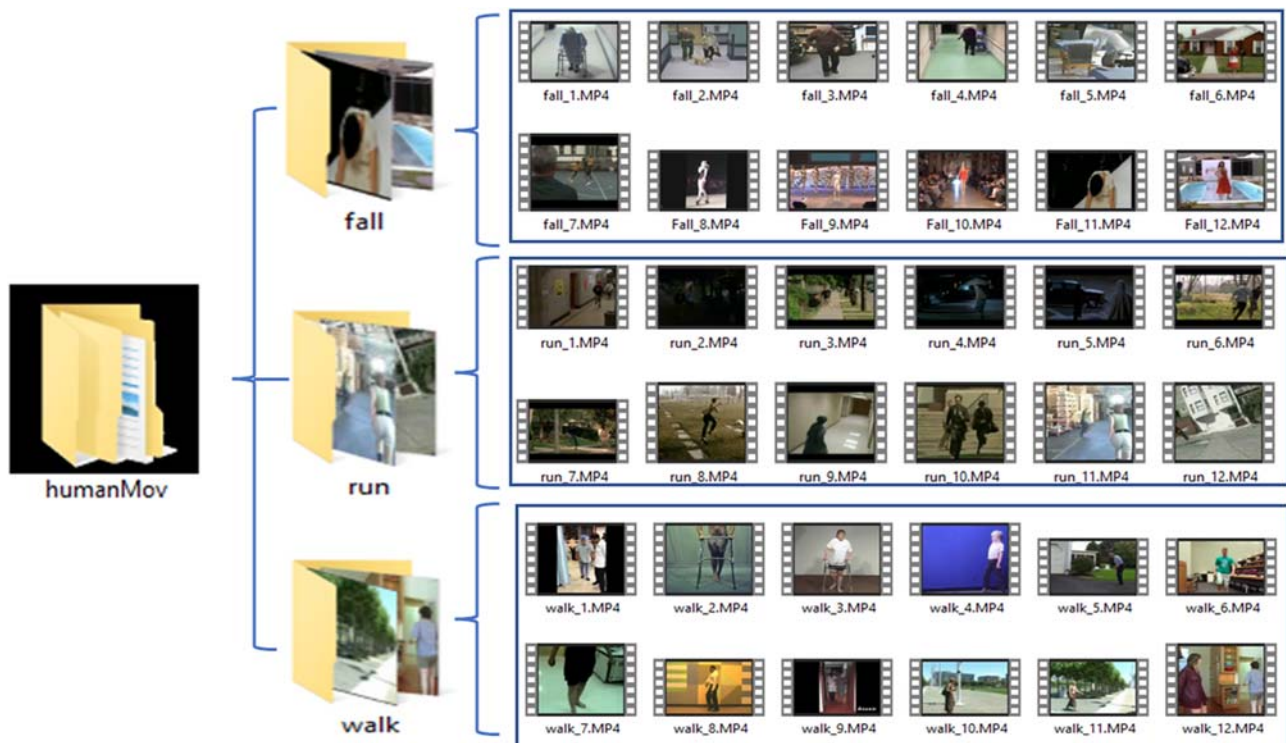 fall_1.MP4 fall_2.MP4 fall_3.MP4 fall_4.MP4 fall_5.MP4 fall_6.MP4
fall_7.MP4 Fall_8.MP4 Fall_9.MP4 Fall_10.MP4 Fall_11.MP4 Fall_12.MP4
fall
run_1.MP4 run_2.MP4 run_3.MP4 run_4.MP4 run_5.MP4 run_6.MP4
run_7.MP4 run_8.MP4 run_9.MP4 run_10.MP4 run_11.MP4 run_12.MP4
humanMov
run
walk_1.MP4 walk_2.MP4 walk_3.MP4 walk_4.MP4 walk_5.MP4 walk_6.MP4
walk_7.MP4 walk_8.MP4 walk_9.MP4 walk_10.MP4 walk_11.MP4 walk_12.MP4
walk